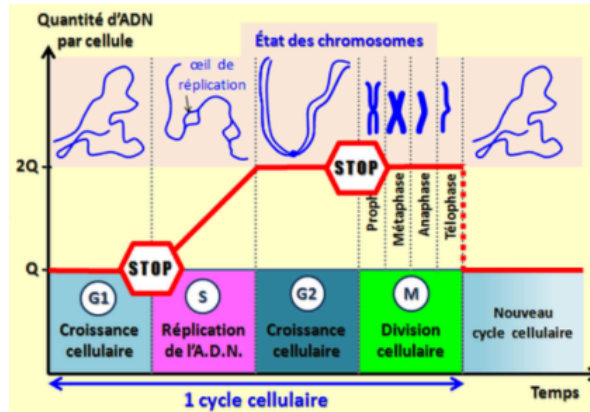 Quantité d'ADN
par cellule
État des chromosomes
œil de
réplication
2Q
STOP
Métaphase
Anaphase
Télophase
Q
STOP
G1
Croissance
cellulaire
S
Réplication
de l'A.D.N.
G2
Croissance
cellulaire
M
Division
cellulaire
Nouveau
cycle cellulaire
1 cycle cellulaire
Temps